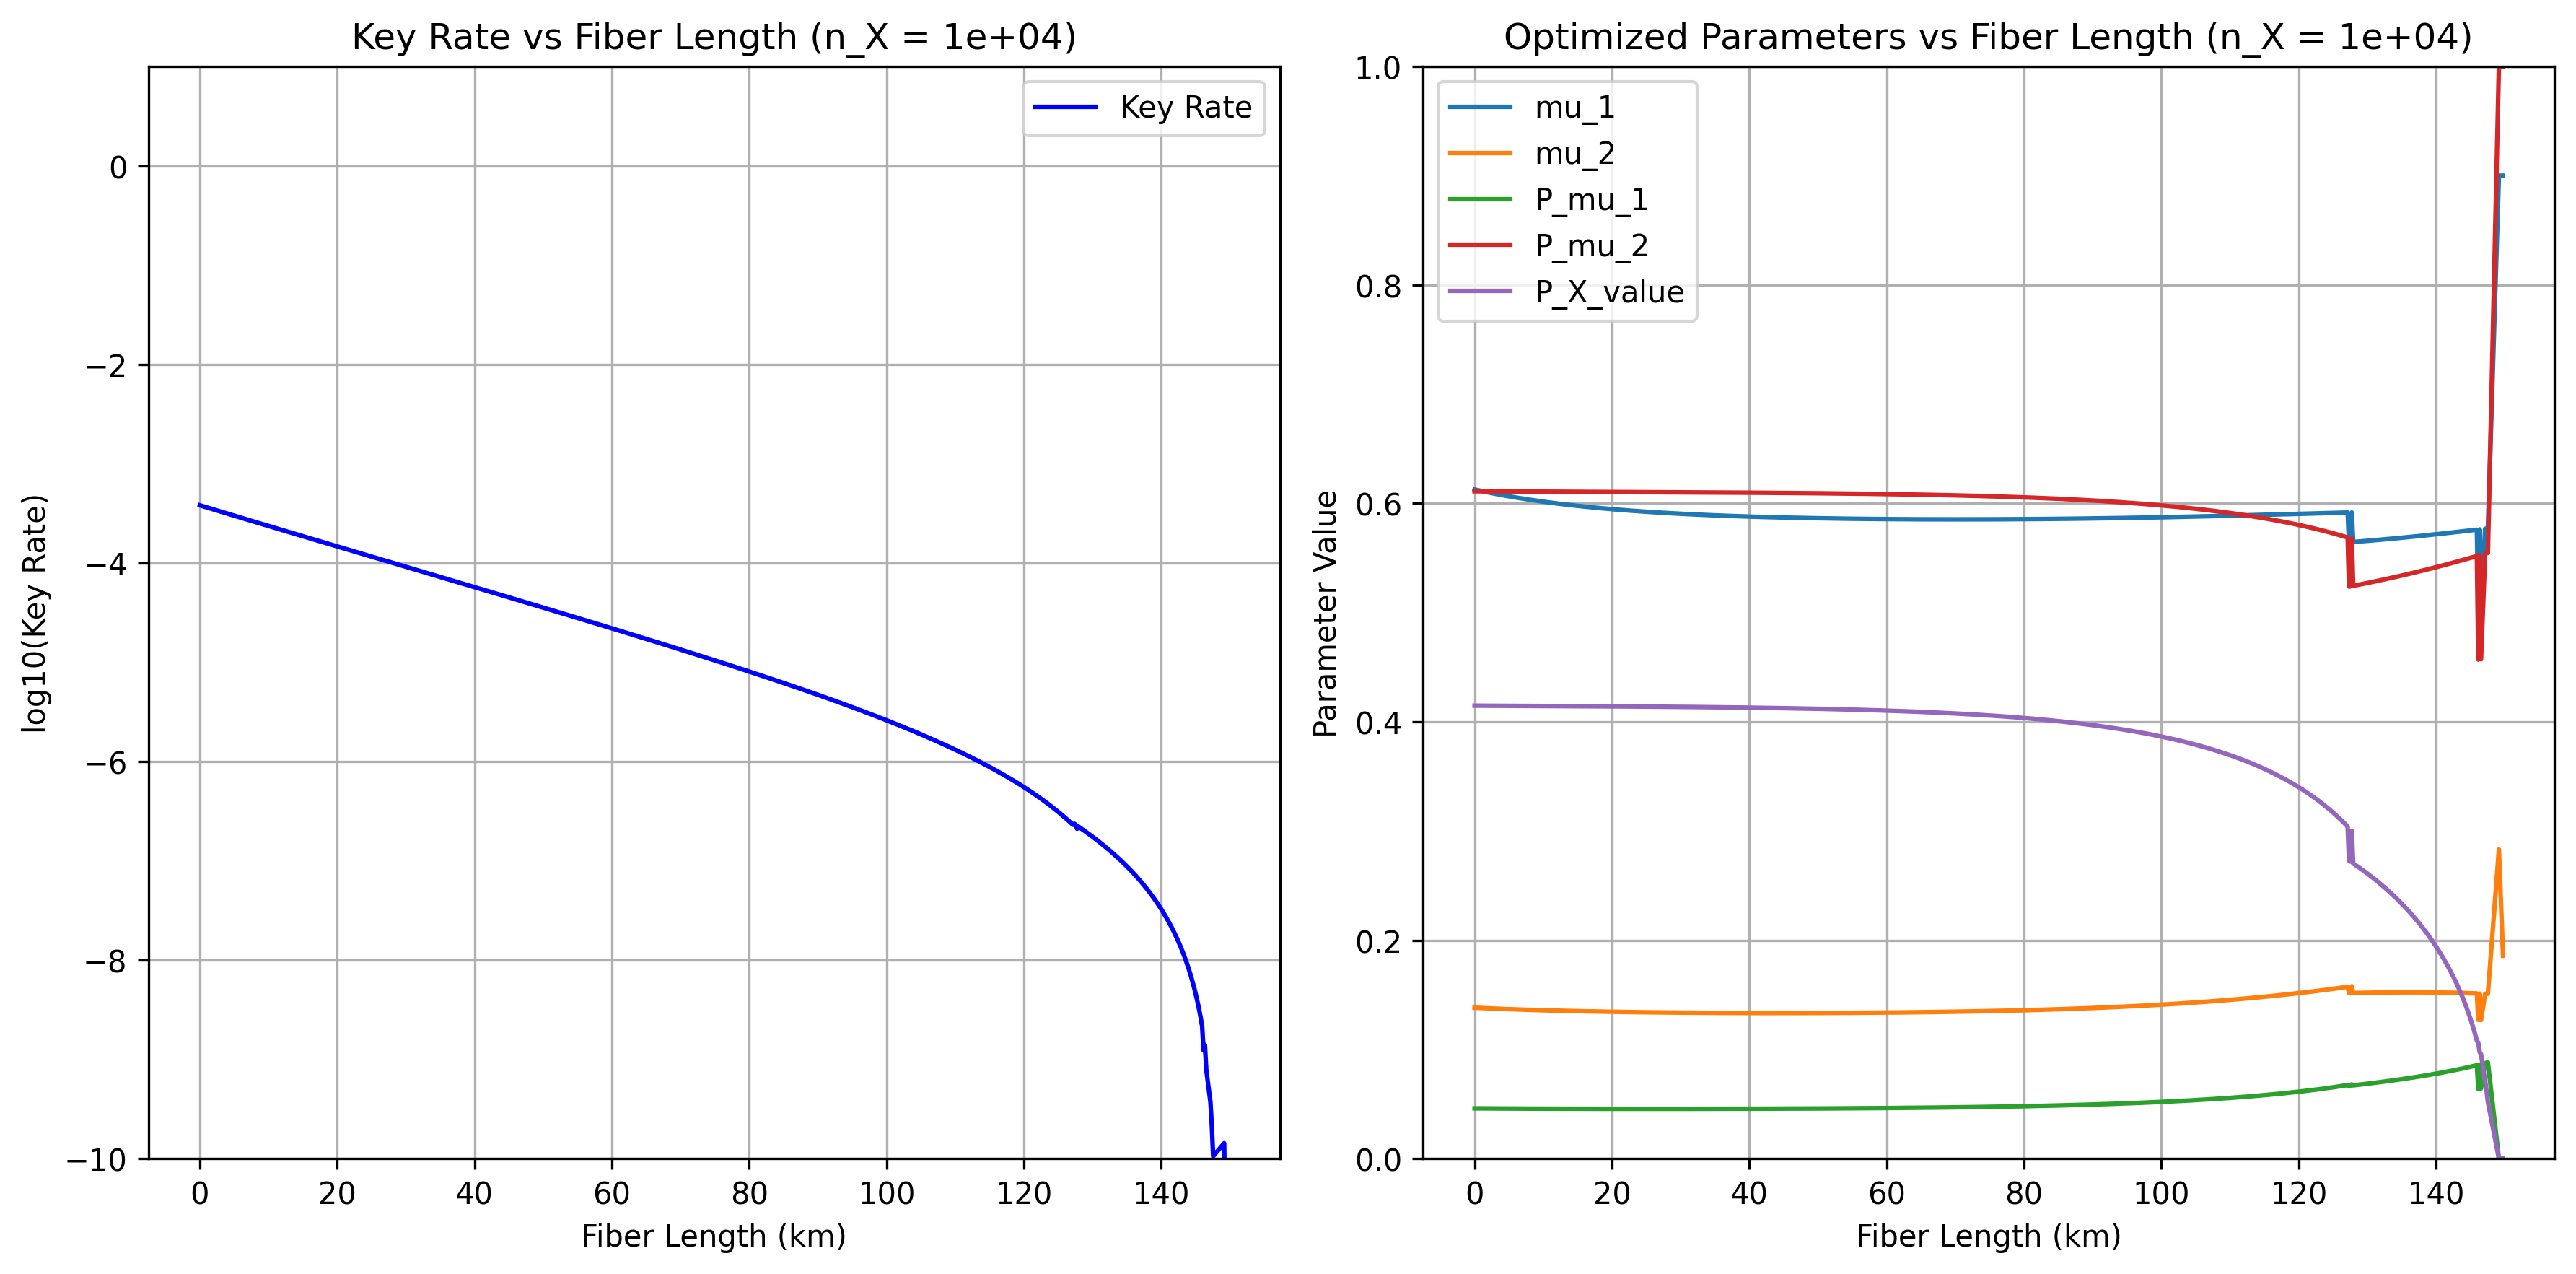 Key Rate vs Fiber Length (n_X = 1e+04)
Key Rate
log10(Key Rate)
0
−2
−4
−6
−8
−10
0 20 40 60 80 100 120 140
Fiber Length (km)
Optimized Parameters vs Fiber Length (n_X = 1e+04)
mu_1
mu_2
P_mu_1
P_mu_2
P_X_value
Parameter Value
1.0
0.8
0.6
0.4
0.2
0.0
0 20 40 60 80 100 120 140
Fiber Length (km)